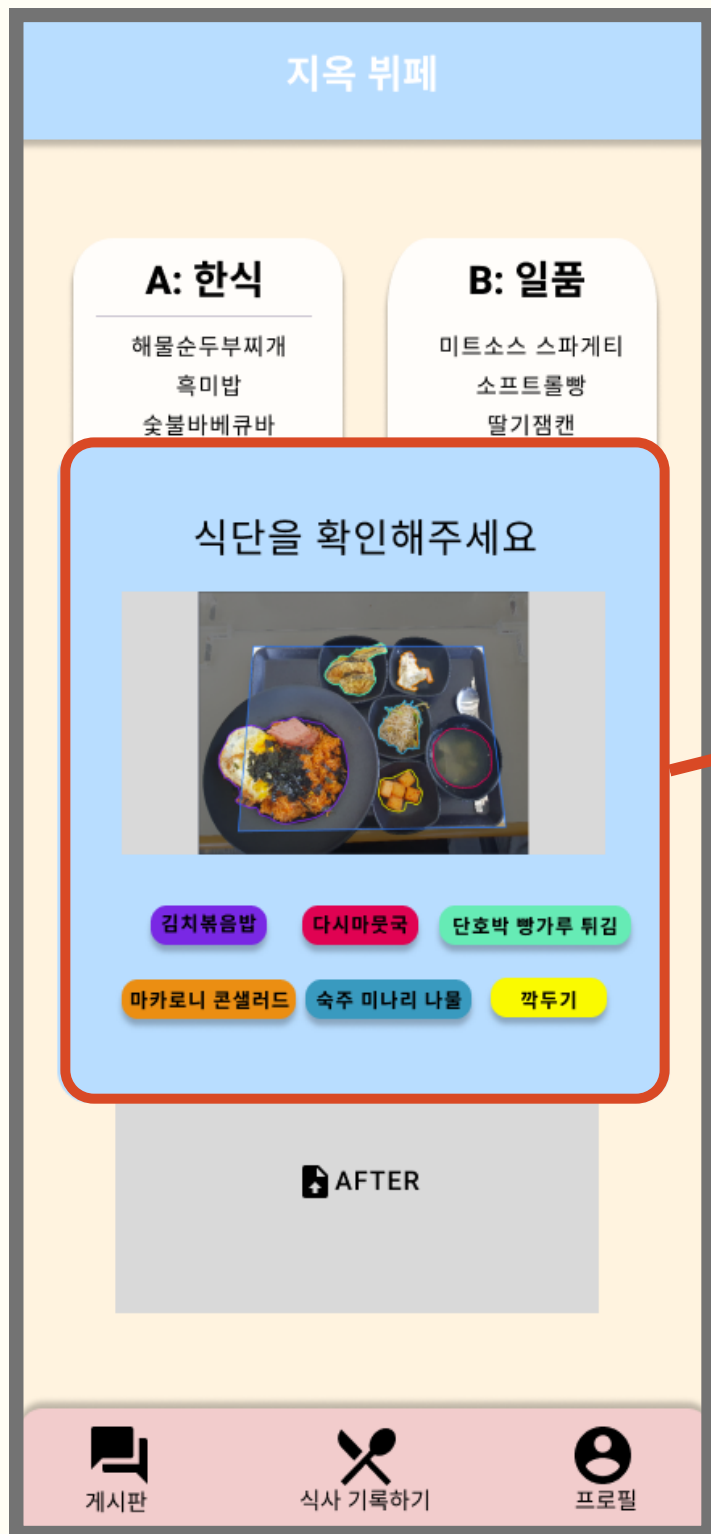 지옥 뷔페
A: 한식
해물순두부찌개
흑미밥
숯불바베큐바
B: 일품
미트소스 스파게티
소프트롤빵
딸기잼캔
식단을 확인해주세요
김치볶음밥
다시마뭇국
단호박 빵가루 튀김
마카로니 콘샐러드
숙주 미나리 나물
깍두기
AFTER
게시판
식사 기록하기
프로필